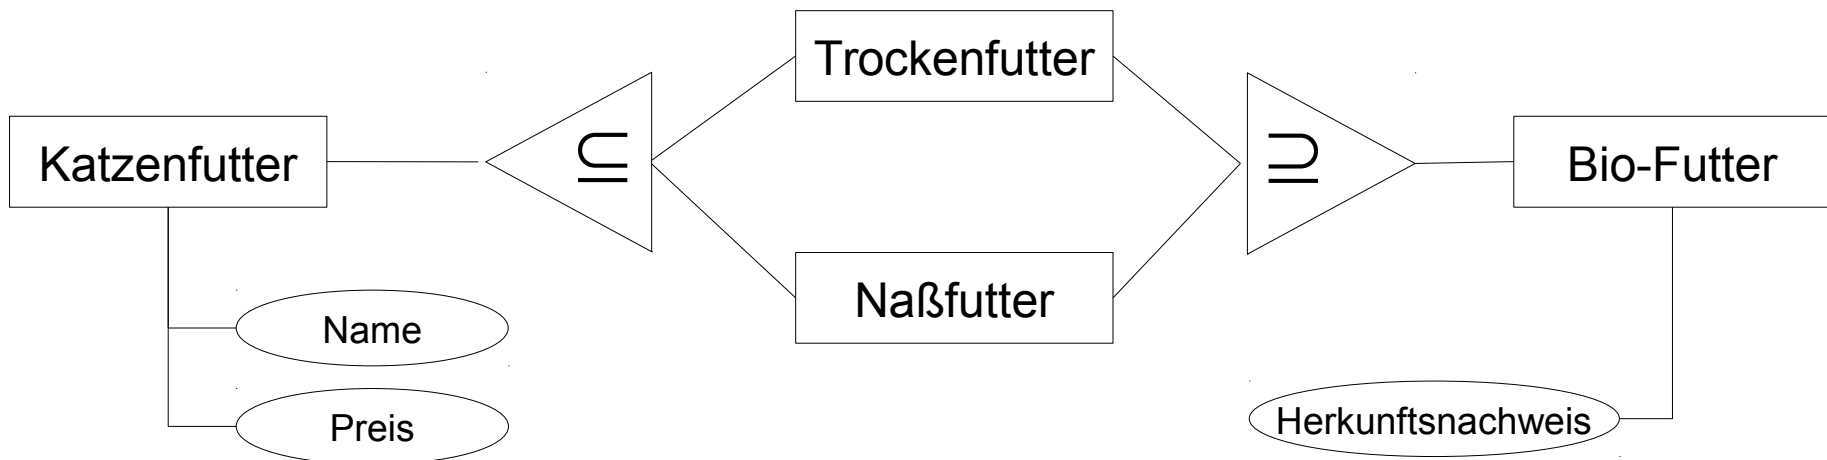 Trockenfutter
Katzenfutter
⊆
⊇
Bio-Futter
Naßfutter
Name
Preis
Herkunftsnachweis